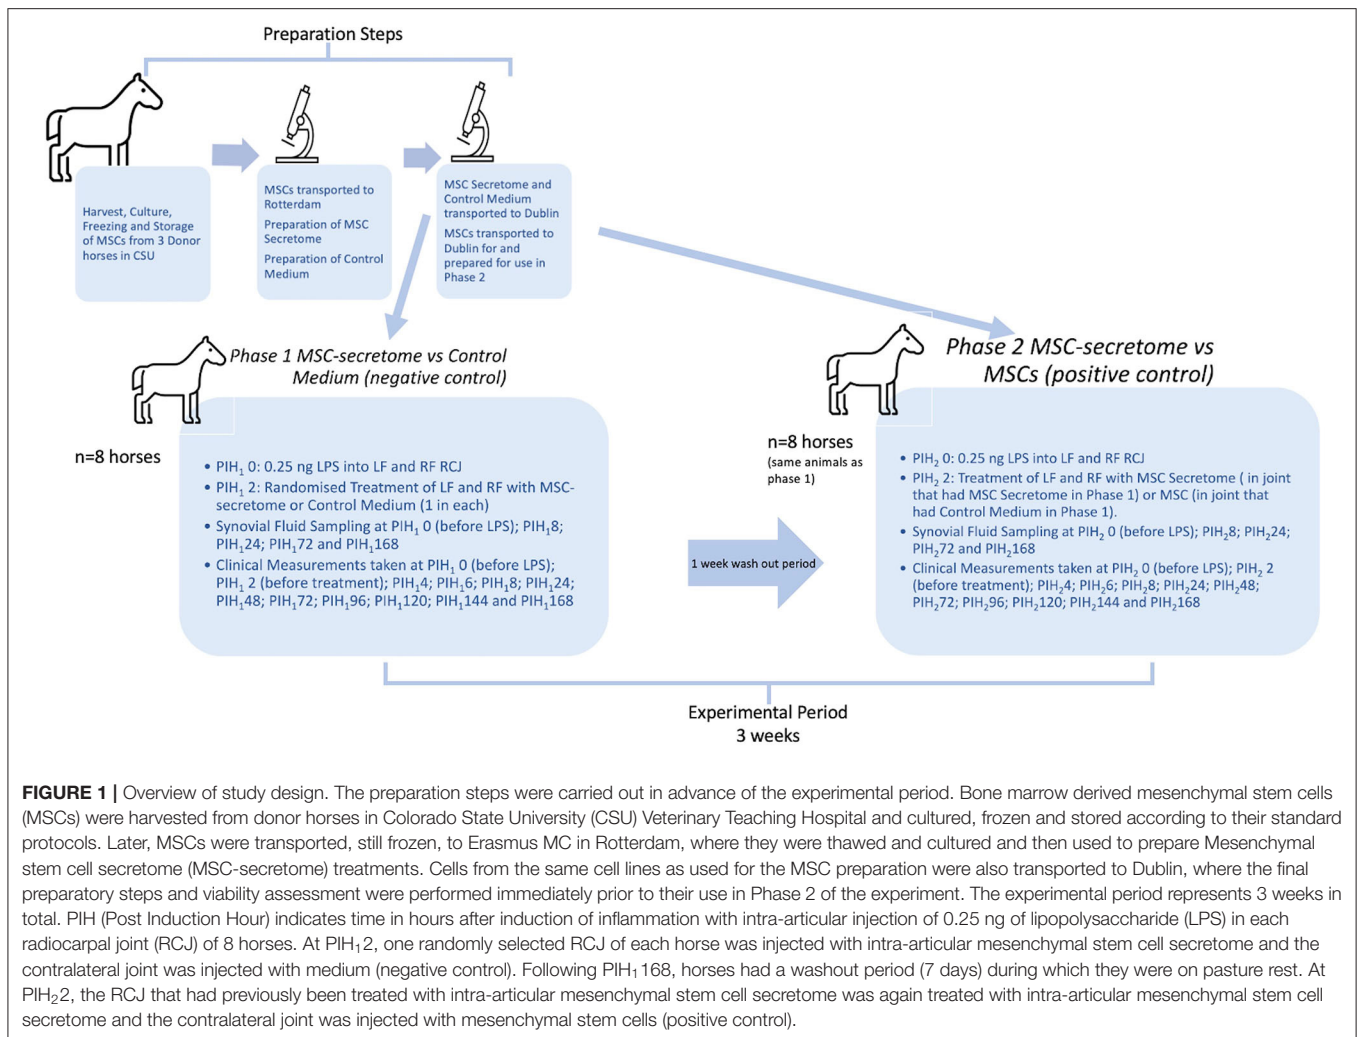 Preparation Steps
Harvest, Culture,
Freezing and Storage
of MSCs from 3 Donor
horses in CSU
MSCs transported to
Rotterdam
Preparation of MSC
Secretome
Preparation of Control
Medium
MSC Secretome and
Control Medium
transported to Dublin
MSCs transported to
Dublin for and
prepared for use in
Phase 2
Phase 1 MSC-secretome vs Control
Medium (negative control)
n=8 horses
• PIH₁ 0: 0.25 ng LPS into LF and RF RCJ
• PIH₁ 2: Randomised Treatment of LF and RF with MSC-
secretome or Control Medium (1 in each)
• Synovial Fluid Sampling at PIH₁ 0 (before LPS); PIH₁8;
PIH₁24; PIH₁72 and PIH₁168
• Clinical Measurements taken at PIH₁ 0 (before LPS);
PIH₁ 2 (before treatment); PIH₁4; PIH₁6; PIH₁8; PIH₁24;
PIH₁48; PIH₁72; PIH₁96; PIH₁120; PIH₁144 and PIH₁168
1 week wash out period
Phase 2 MSC-secretome vs
MSCs (positive control)
n=8 horses
(same animals as
phase 1)
• PIH₂ 0: 0.25 ng LPS into LF and RF RCJ
• PIH₂ 2: Treatment of LF and RF with MSC Secretome ( in joint
that had MSC Secretome in Phase 1) or MSC (in joint that
had Control Medium in Phase 1).
• Synovial Fluid Sampling at PIH₂ 0 (before LPS); PIH₂8; PIH₂24;
PIH₂72 and PIH₂168
• Clinical Measurements taken at PIH₂ 0 (before LPS); PIH₂ 2
(before treatment); PIH₂4; PIH₂6; PIH₂8; PIH₂24; PIH₂48;
PIH₂72; PIH₂96; PIH₂120; PIH₂144 and PIH₂168
Experimental Period
3 weeks
FIGURE 1 | Overview of study design. The preparation steps were carried out in advance of the experimental period. Bone marrow derived mesenchymal stem cells
(MSCs) were harvested from donor horses in Colorado State University (CSU) Veterinary Teaching Hospital and cultured, frozen and stored according to their standard
protocols. Later, MSCs were transported, still frozen, to Erasmus MC in Rotterdam, where they were thawed and cultured and then used to prepare Mesenchymal
stem cell secretome (MSC-secretome) treatments. Cells from the same cell lines as used for the MSC preparation were also transported to Dublin, where the final
preparatory steps and viability assessment were performed immediately prior to their use in Phase 2 of the experiment. The experimental period represents 3 weeks in
total. PIH (Post Induction Hour) indicates time in hours after induction of inflammation with intra-articular injection of 0.25 ng of lipopolysaccharide (LPS) in each
radiocarpal joint (RCJ) of 8 horses. At PIH₁2, one randomly selected RCJ of each horse was injected with intra-articular mesenchymal stem cell secretome and the
contralateral joint was injected with medium (negative control). Following PIH₁168, horses had a washout period (7 days) during which they were on pasture rest. At
PIH₂2, the RCJ that had previously been treated with intra-articular mesenchymal stem cell secretome was again treated with intra-articular mesenchymal stem cell
secretome and the contralateral joint was injected with mesenchymal stem cells (positive control).